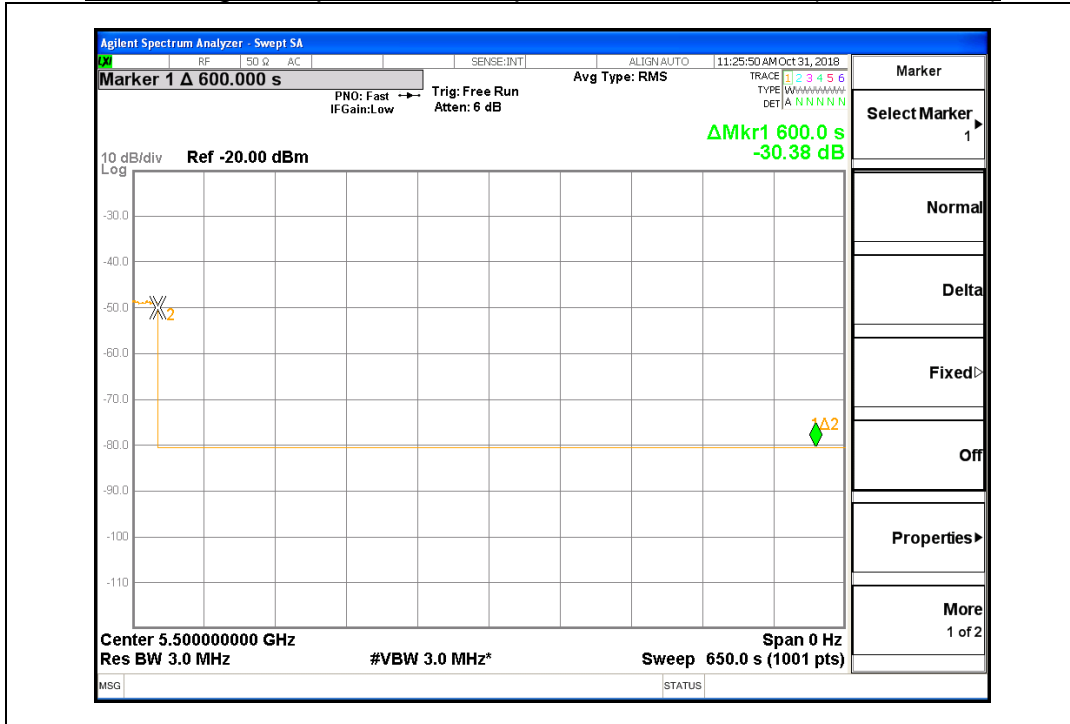 Agilent Spectrum Analyzer - Swept SA
LXI RF 50 Ω AC SENSE:INT ALIGN AUTO 11:25:50 AM Oct 31, 2018
Marker 1 Δ 600.000 s
PNO: Fast
IFGain:Low
Trig: Free Run
Atten: 6 dB
Avg Type: RMS
TRACE 1 2 3 4 5 6
TYPE
DET A N N N N N
ΔMkr1 600.0 s
-30.38 dB
10 dB/div Ref -20.00 dBm
Log
-30.0
-40.0
-50.0
-60.0
-70.0
-80.0
-90.0
-100
-110
2
1Δ2
Center 5.500000000 GHz Span 0 Hz
Res BW 3.0 MHz #VBW 3.0 MHz* Sweep 650.0 s (1001 pts)
MSG STATUS
Marker
Select Marker
1
Normal
Delta
Fixed
Off
Properties
More
1 of 2